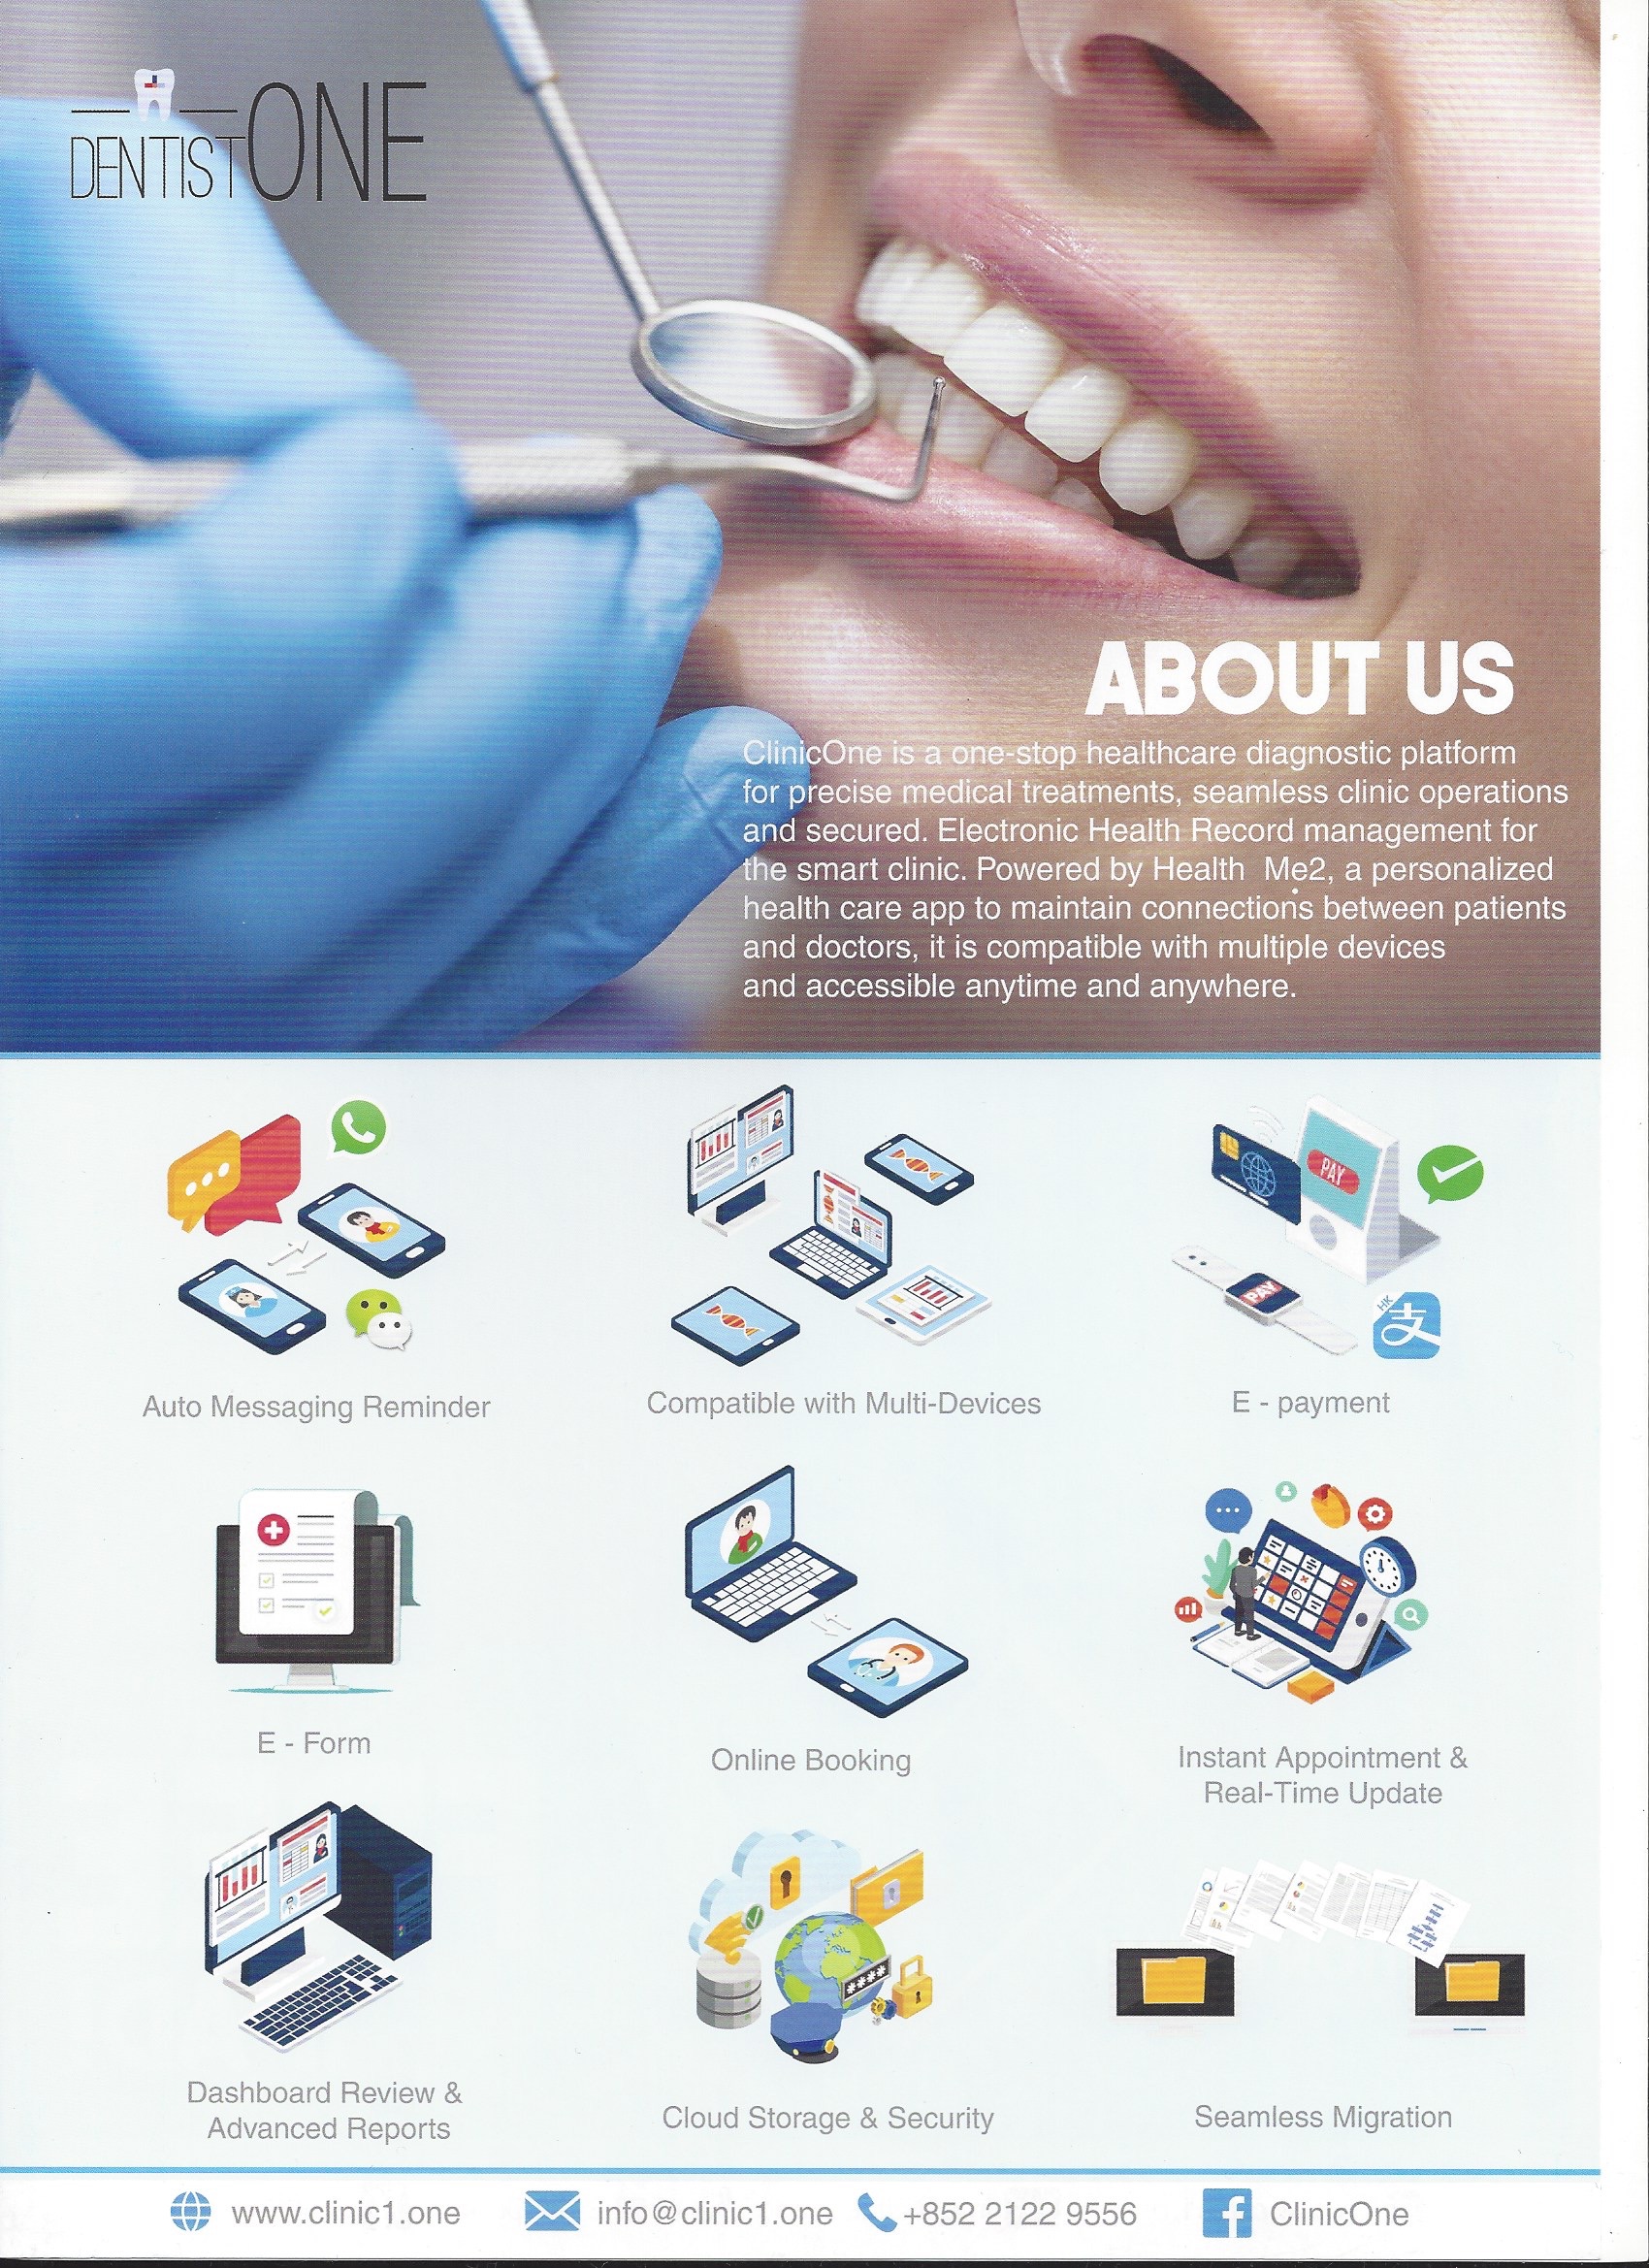 DENTISTONE
ABOUT US
ClinicOne is a one-stop healthcare diagnostic platform
for precise medical treatments, seamless clinic operations
and secured. Electronic Health Record management for
the smart clinic. Powered by Health  Me2, a personalized
health care app to maintain connections between patients
and doctors, it is compatible with multiple devices
and accessible anytime and anywhere.
PAY
PAY
HK
支
Auto Messaging Reminder
Compatible with Multi-Devices
E - payment
E - Form
Online Booking
Instant Appointment &
Real-Time Update
****
Dashboard Review &
Advanced Reports
Cloud Storage & Security
Seamless Migration
www.clinic1.one
info@clinic1.one
+852 2122 9556
ClinicOne